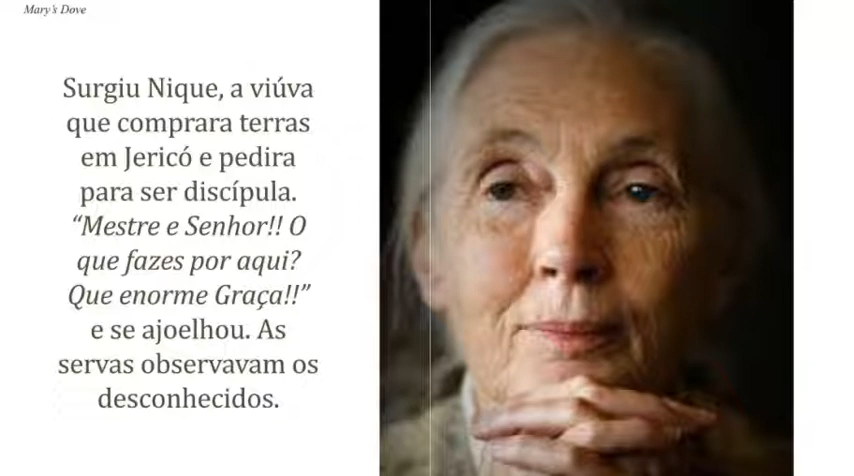 Mary's Dove
Surgiu Nique, a viúva
que comprara terras
em Jericó e pedira
para ser discípula.
“Mestre e Senhor!! O
que fazes por aqui?
Que enorme Graça!!”
e se ajoelhou. As
servas observavam os
desconhecidos.